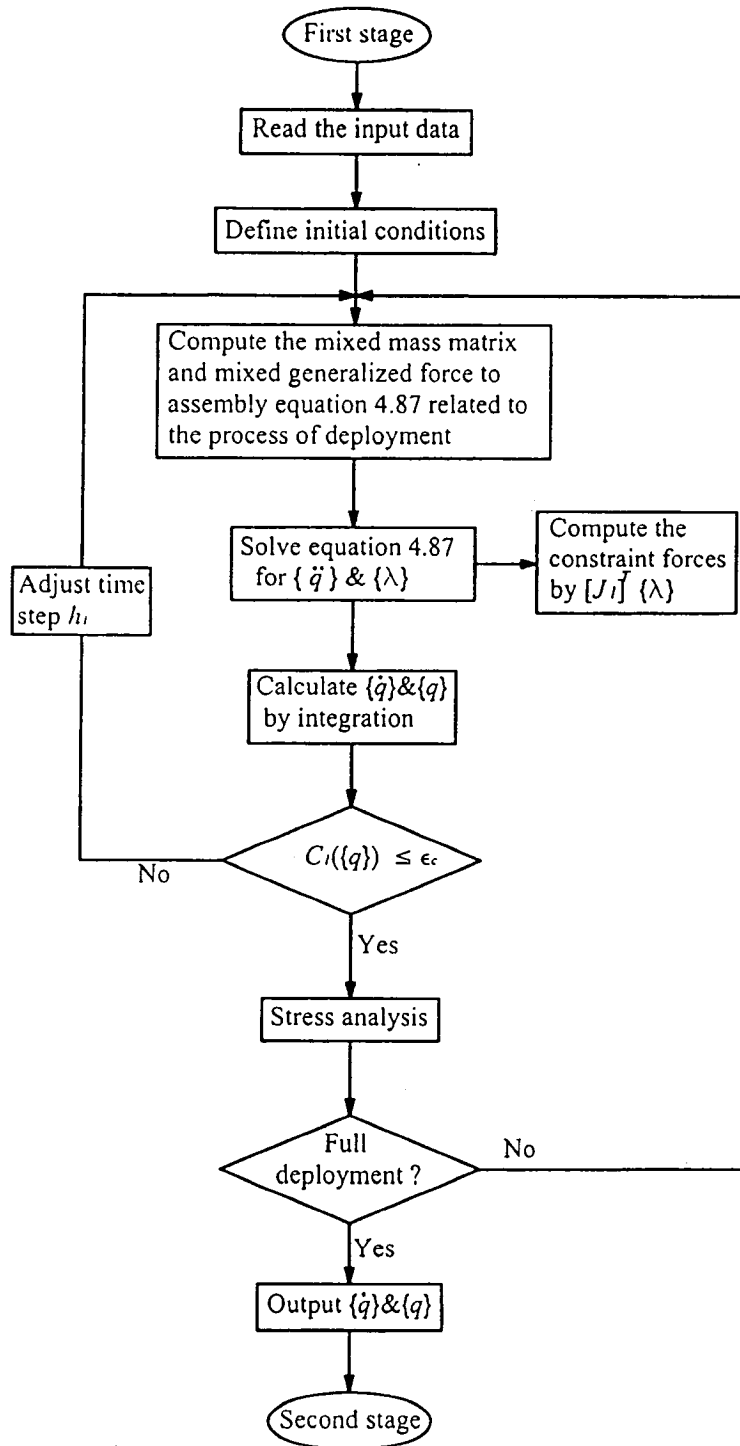 First stage
Read the input data
Define initial conditions
Compute the mixed mass matrix
and mixed generalized force to
assembly equation 4.87 related to
the process of deployment
Solve equation 4.87
for { q̈ } & {λ}
Compute the
constraint forces
by [J₁]ᵀ {λ}
Adjust time
step hₜ
Calculate {q̇}&{q}
by integration
C₁({q}) ≤ ϵc
No
Yes
Stress analysis
Full
deployment ?
No
Yes
Output {q̇}&{q}
Second stage